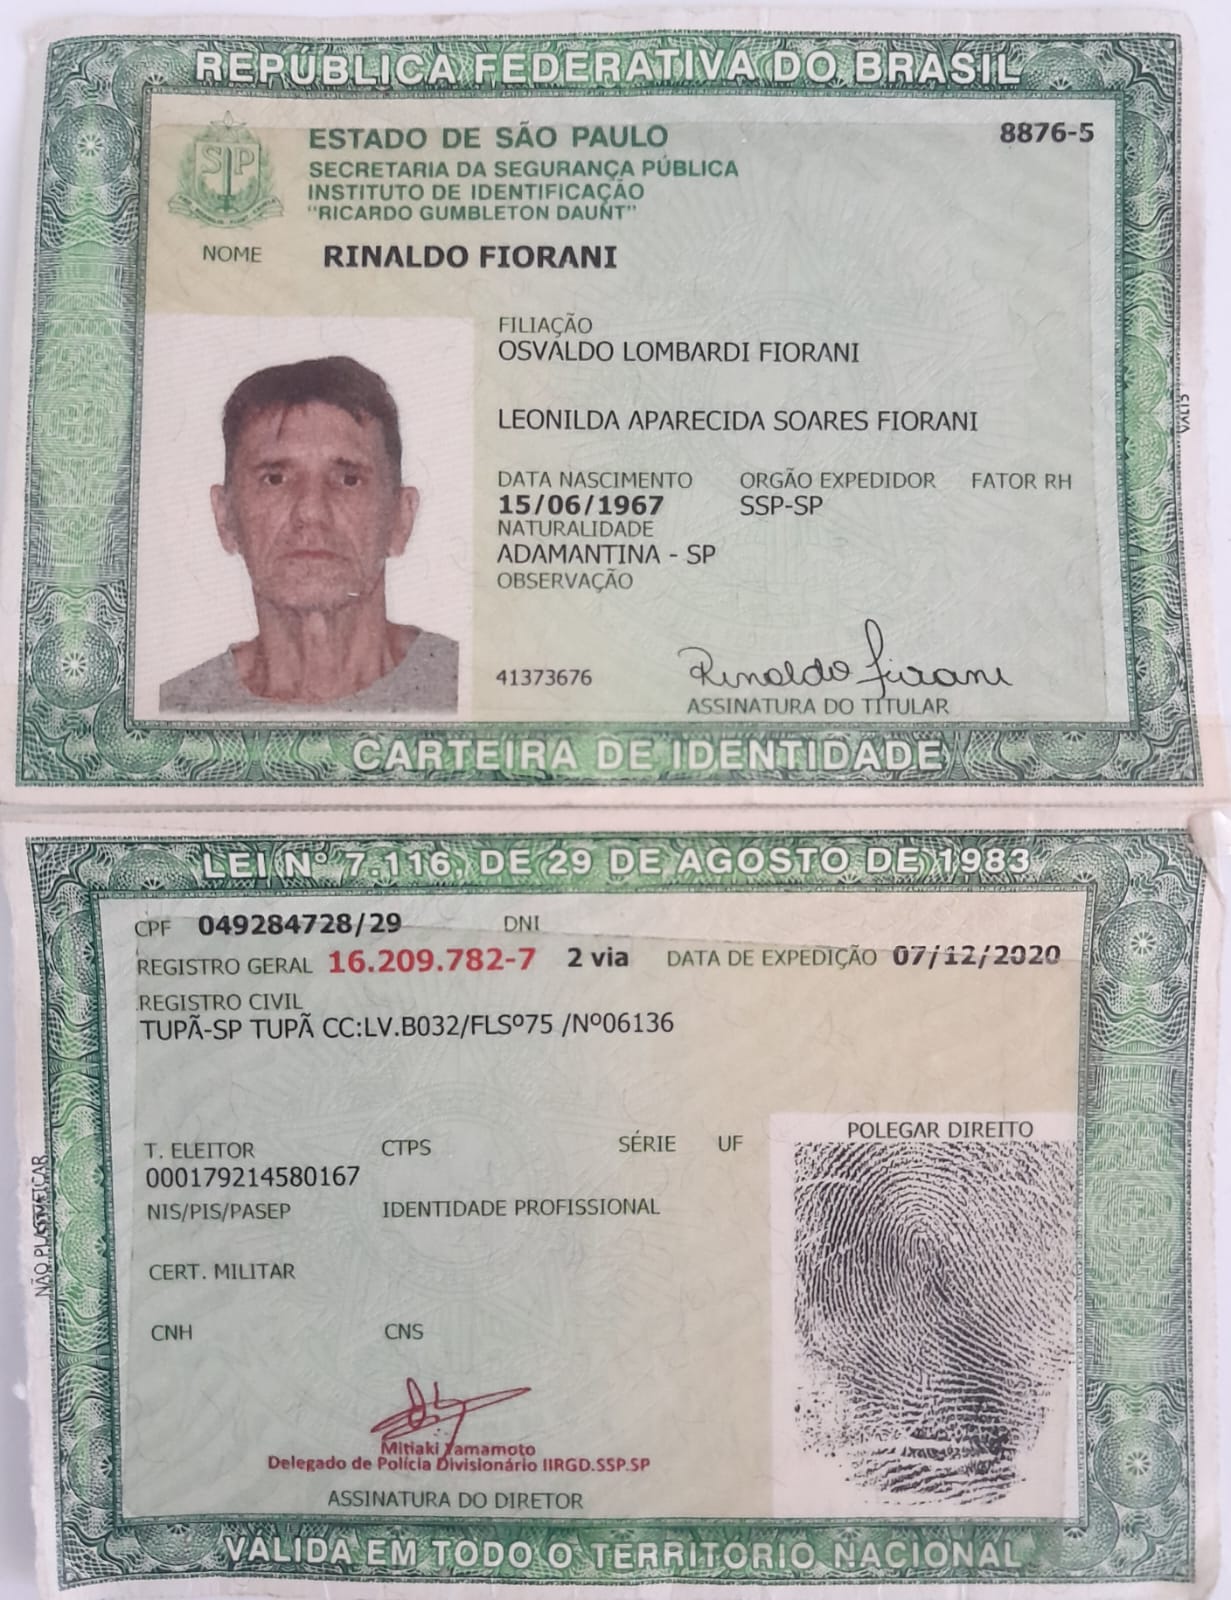 REPÚBLICA FEDERATIVA DO BRASIL
8876-5
ESTADO DE SÃO PAULO
SECRETARIA DA SEGURANÇA PÚBLICA
INSTITUTO DE IDENTIFICAÇÃO
"RICARDO GUMBLETON DAUNT"
NOME RINALDO FIORANI
FILIAÇÃO
OSVALDO LOMBARDI FIORANI
LEONILDA APARECIDA SOARES FIORANI
DATA NASCIMENTO ORGÃO EXPEDIDOR FATOR RH
15/06/1967 SSP-SP
NATURALIDADE
ADAMANTINA - SP
OBSERVAÇÃO
41373676
Rinaldo Fiorani
ASSINATURA DO TITULAR
CARTEIRA DE IDENTIDADE
LEI Nº 7.116, DE 29 DE AGOSTO DE 1983
CPF 049284728/29 DNI
REGISTRO GERAL 16.209.782-7 2 via DATA DE EXPEDIÇÃO 07/12/2020
REGISTRO CIVIL
TUPÃ-SP TUPÃ CC:LV.B032/FLSº75 /Nº06136
POLEGAR DIREITO
T. ELEITOR CTPS SÉRIE UF
000179214580167
NIS/PIS/PASEP IDENTIDADE PROFISSIONAL
CERT. MILITAR
CNH CNS
Mitiaki Yamamoto
Delegado de Polícia Divisionário IIRGD.SSP.SP
ASSINATURA DO DIRETOR
NÃO PLASTIFICAR
VÁLIDA EM TODO O TERRITÓRIO NACIONAL